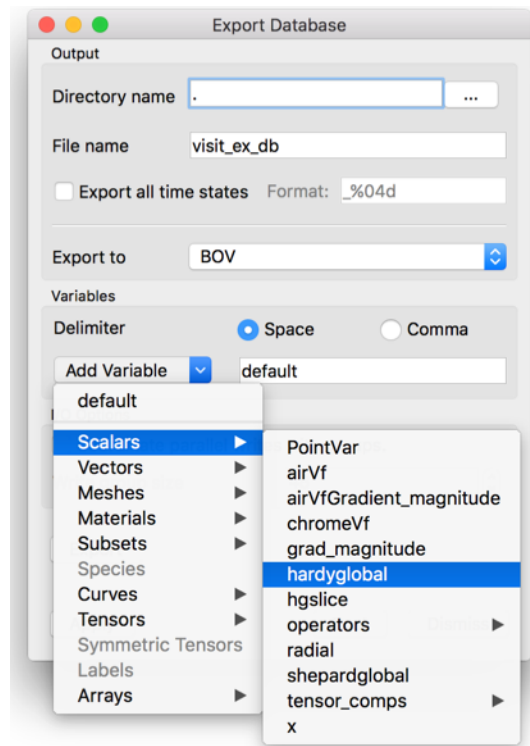 Export Database
Output
Directory name . ...
File name visit_ex_db
Export all time states Format: _%04d
Export to BOV
Variables
Delimiter Space Comma
Add Variable default
default
Scalars
Vectors
Meshes
Materials
Subsets
Species
Curves
Tensors
Symmetric Tensors
Labels
Arrays
PointVar
airVf
airVfGradient_magnitude
chromeVf
grad_magnitude
hardyglobal
hgslice
operators
radial
shepardglobal
tensor_comps
x